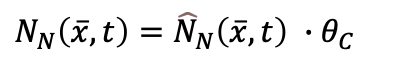 N_N(x̄, t) = N̂_N(x̄, t) · θ_C